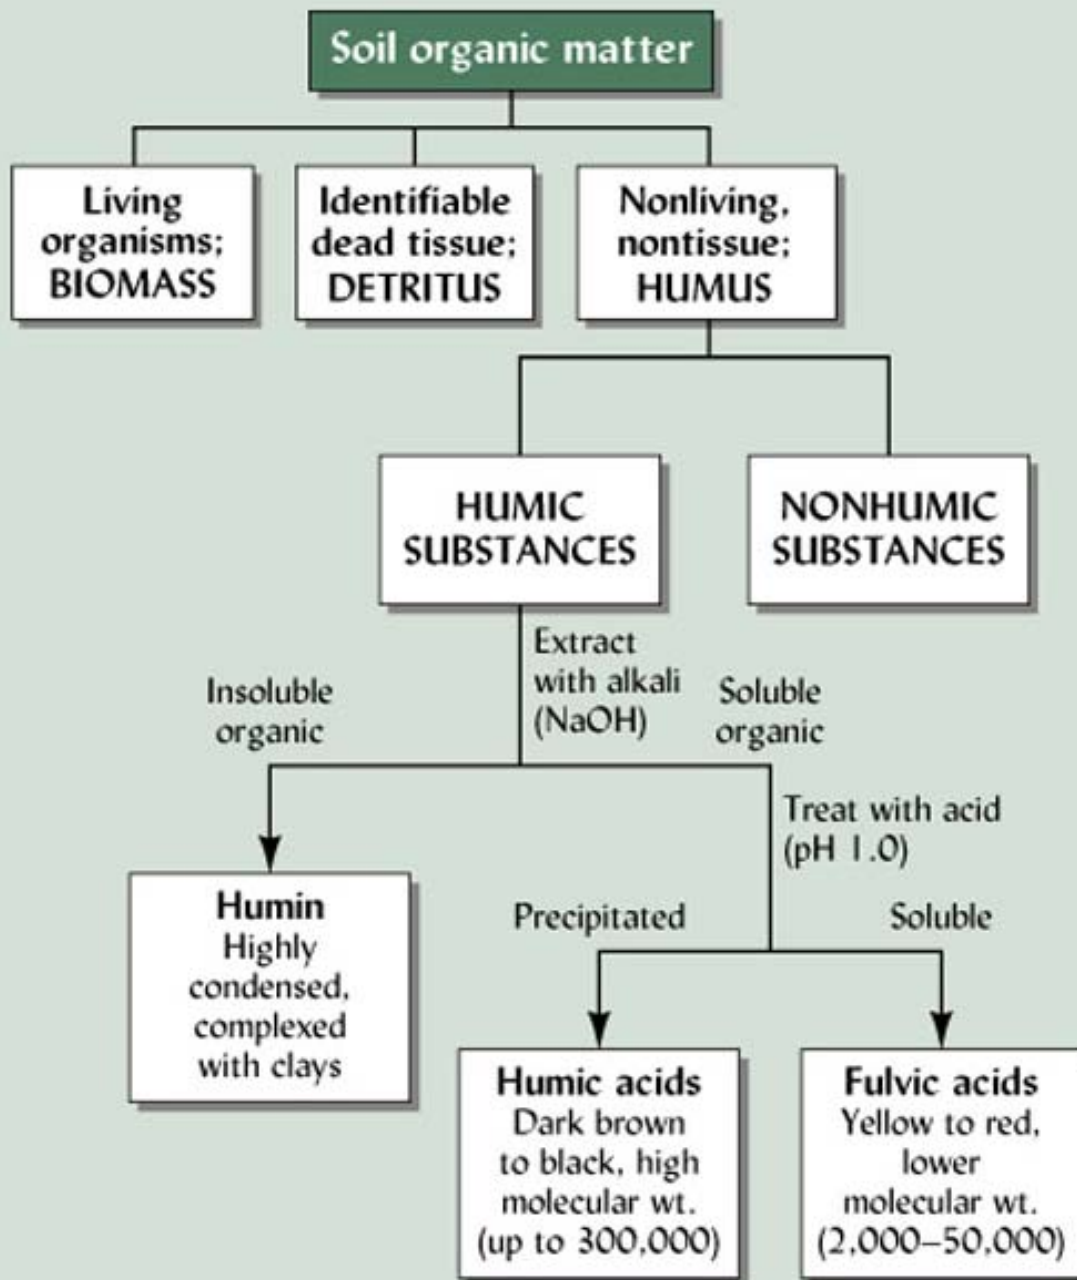 Soil organic matter
Living
organisms;
BIOMASS
Identifiable
dead tissue;
DETRITUS
Nonliving,
nontissue;
HUMUS
HUMIC
SUBSTANCES
NONHUMIC
SUBSTANCES
Extract
with alkali
(NaOH)
Insoluble
organic
Soluble
organic
Treat with acid
(pH 1.0)
Precipitated
Soluble
Humin
Highly
condensed,
complexed
with clays
Humic acids
Dark brown
to black, high
molecular wt.
(up to 300,000)
Fulvic acids
Yellow to red,
lower
molecular wt.
(2,000–50,000)